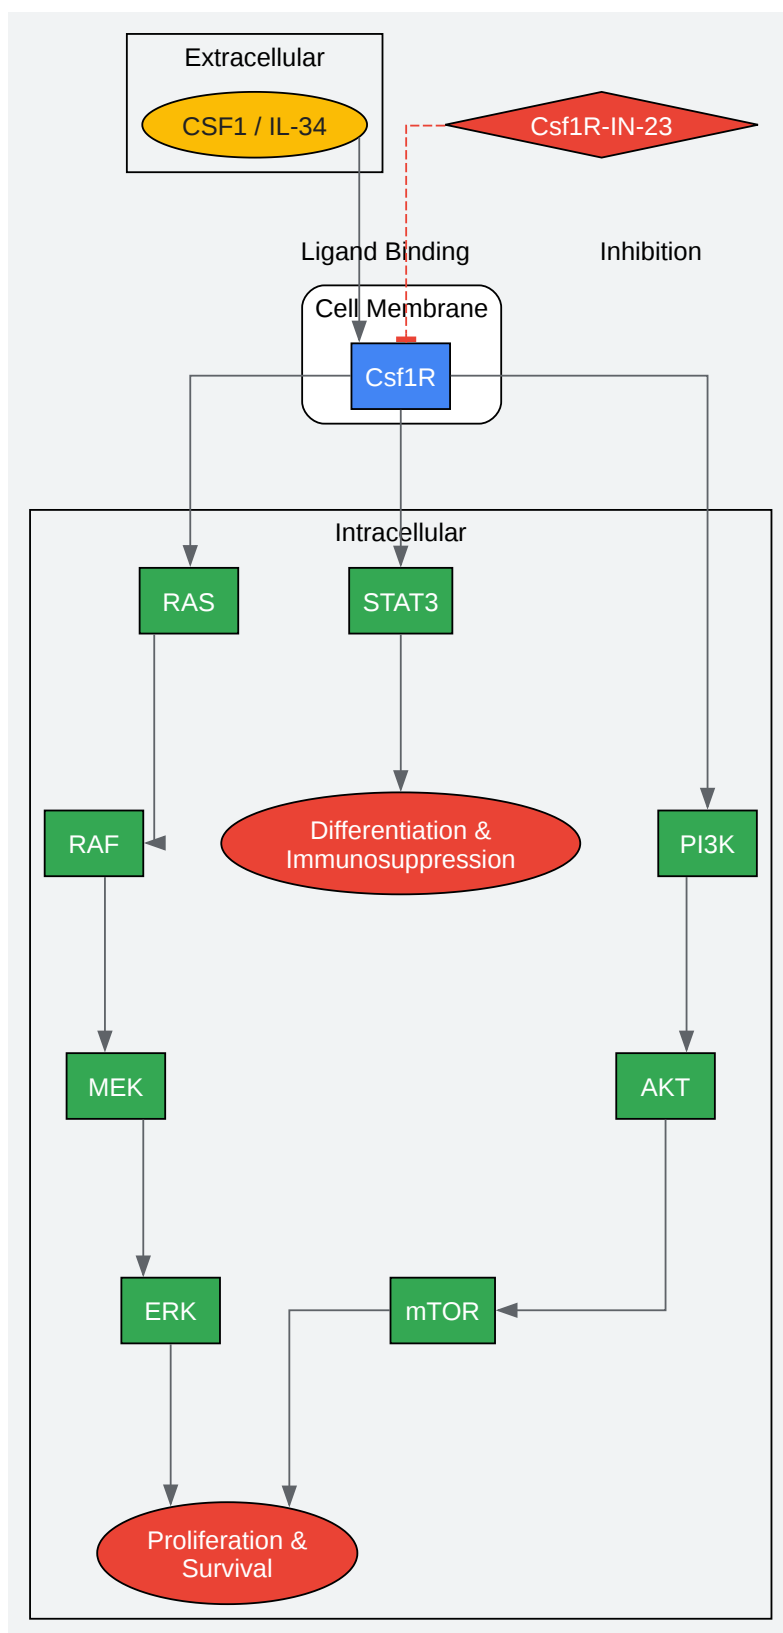 Extracellular
CSF1 / IL-34
Csf1R-IN-23
Ligand Binding
Inhibition
Cell Membrane
Csf1R
Intracellular
RAS
STAT3
RAF
Differentiation &
Immunosuppression
PI3K
MEK
AKT
ERK
mTOR
Proliferation &
Survival